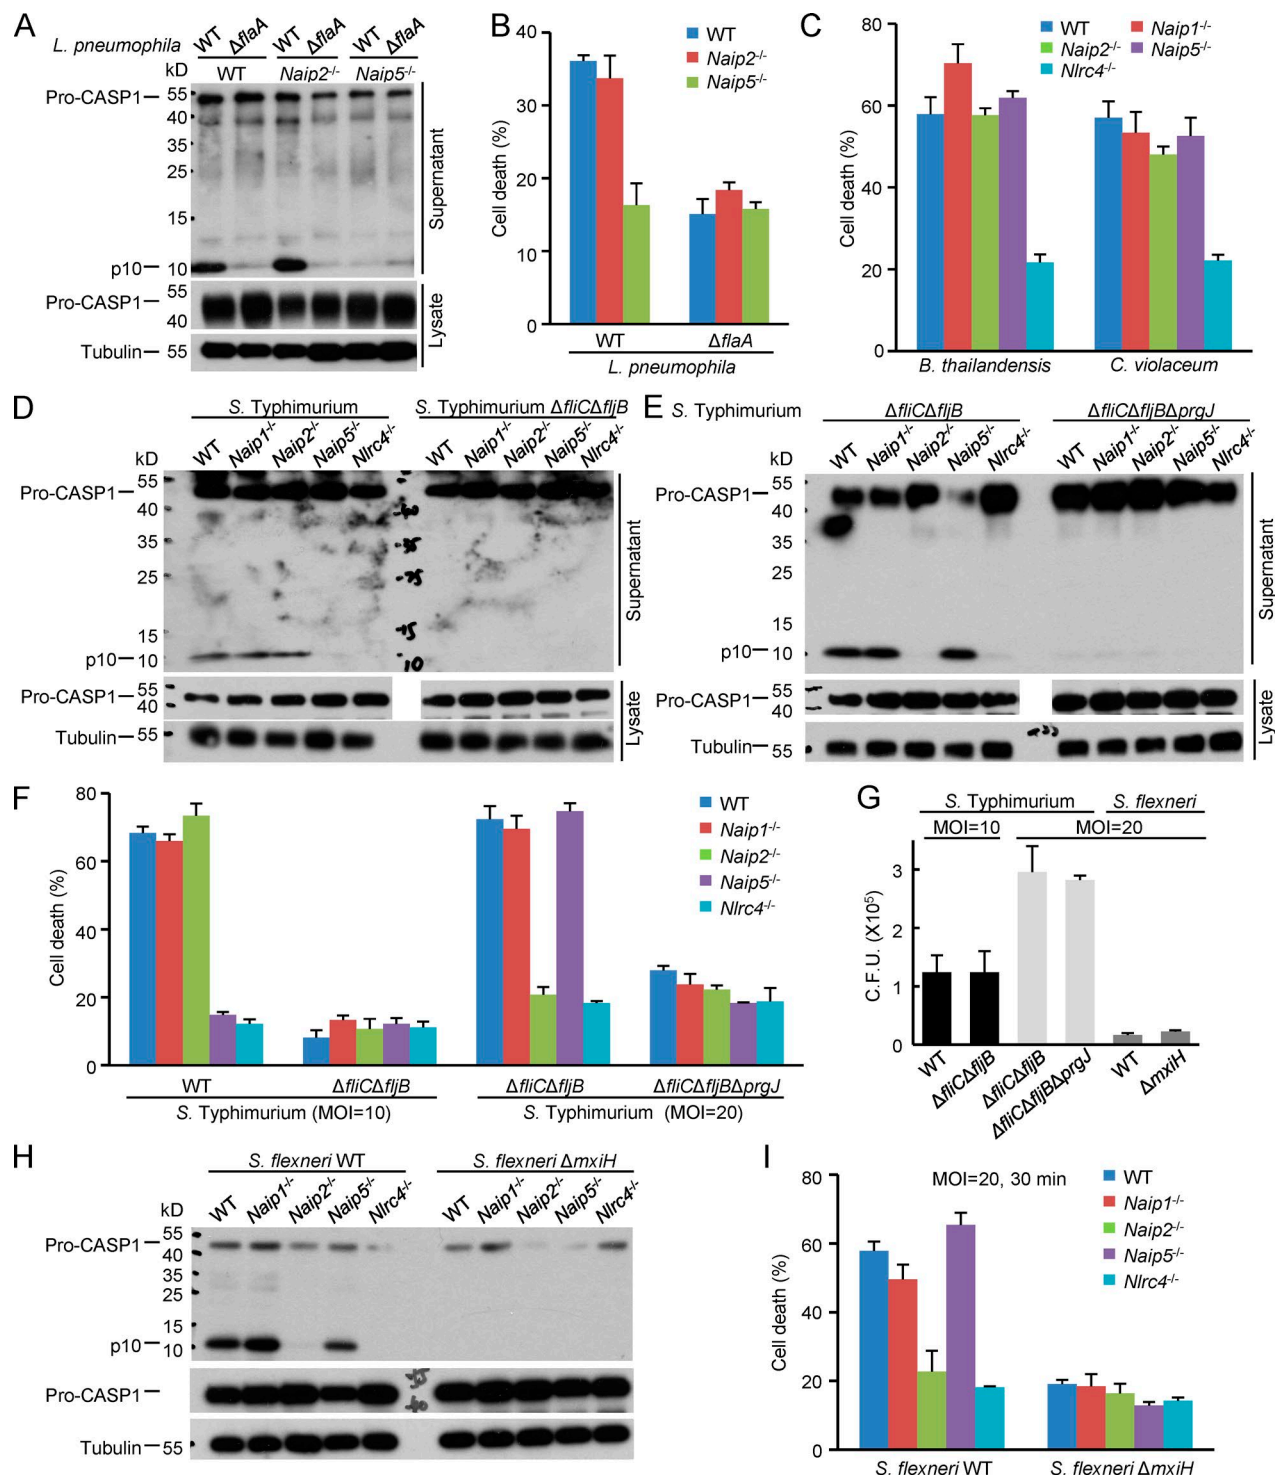 A
L. pneumophila WT ΔflaA WT ΔflaA WT ΔflaA
kD WT Naip2-/- Naip5-/-
Pro-CASP1 55
40
35
25
15
p10 10
Supernatant
Pro-CASP1 55
40
Tubulin 55
Lysate
B
Cell death (%)
40
30
20
10
0
WT
Naip2-/-
Naip5-/-
WT ΔflaA
L. pneumophila
C
Cell death (%)
80
60
40
20
0
WT Naip1-/-
Naip2-/- Naip5-/-
Nlrc4-/-
B. thailandensis C. violaceum
D
S. Typhimurium S. Typhimurium ΔfliCΔfljB
WT Naip1-/- Naip2-/- Naip5-/- Nlrc4-/- WT Naip1-/- Naip2-/- Naip5-/- Nlrc4-/-
kD
Pro-CASP1 55
40
35
25
15
p10 10
35
15
10
Supernatant
Pro-CASP1 55
40
Tubulin 55
Lysate
E
S. Typhimurium ΔfliCΔfljB ΔfliCΔfljBΔprgJ
WT Naip1-/- Naip2-/- Naip5-/- Nlrc4-/- WT Naip1-/- Naip2-/- Naip5-/- Nlrc4-/-
kD
Pro-CASP1 55
40
35
25
15
p10 10
Supernatant
Pro-CASP1 55
40
Tubulin 55
Lysate
F
Cell death (%)
80
60
40
20
0
WT
Naip1-/-
Naip2-/-
Naip5-/-
Nlrc4-/-
WT ΔfliCΔfljB ΔfliCΔfljB ΔfliCΔfljBΔprgJ
S. Typhimurium (MOI=10) S. Typhimurium (MOI=20)
G
S. Typhimurium S. flexneri
MOI=10 MOI=20
C.F.U. (X10⁵)
3
2
1
0
WT ΔfliCΔfljB ΔfliCΔfljB ΔfliCΔfljBΔprgJ WT ΔmxiH
H
S. flexneri WT S. flexneri ΔmxiH
WT Naip1-/- Naip2-/- Naip5-/- Nlrc4-/- WT Naip1-/- Naip2-/- Naip5-/- Nlrc4-/-
kD
Pro-CASP1 55
40
35
25
15
p10 10
Pro-CASP1
Tubulin 55
I
Cell death (%)
80
60
40
20
0
MOI=20, 30 min
WT
Naip1-/-
Naip2-/-
Naip5-/-
Nlrc4-/-
S. flexneri WT S. flexneri ΔmxiH